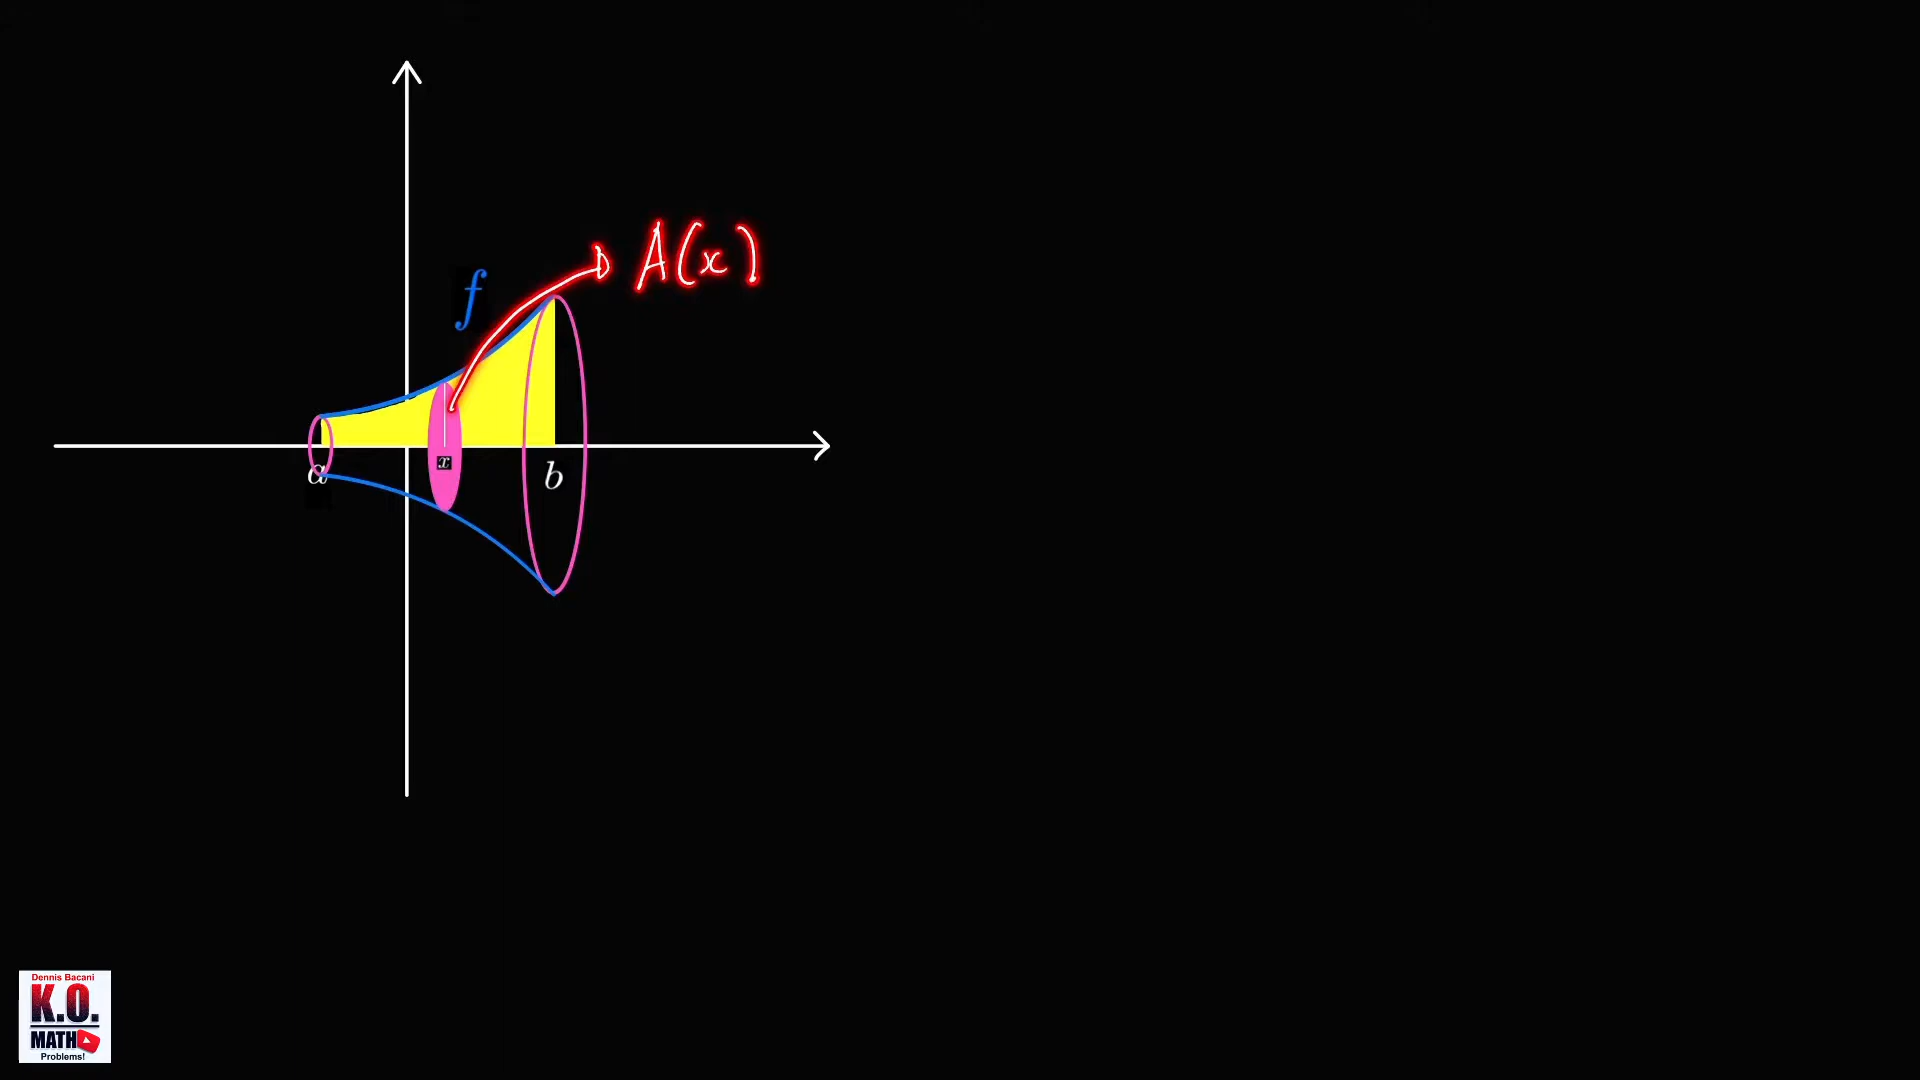 A(x)
f
x
a
b
Dennis Bacani
K.O.
MATH
Problems!